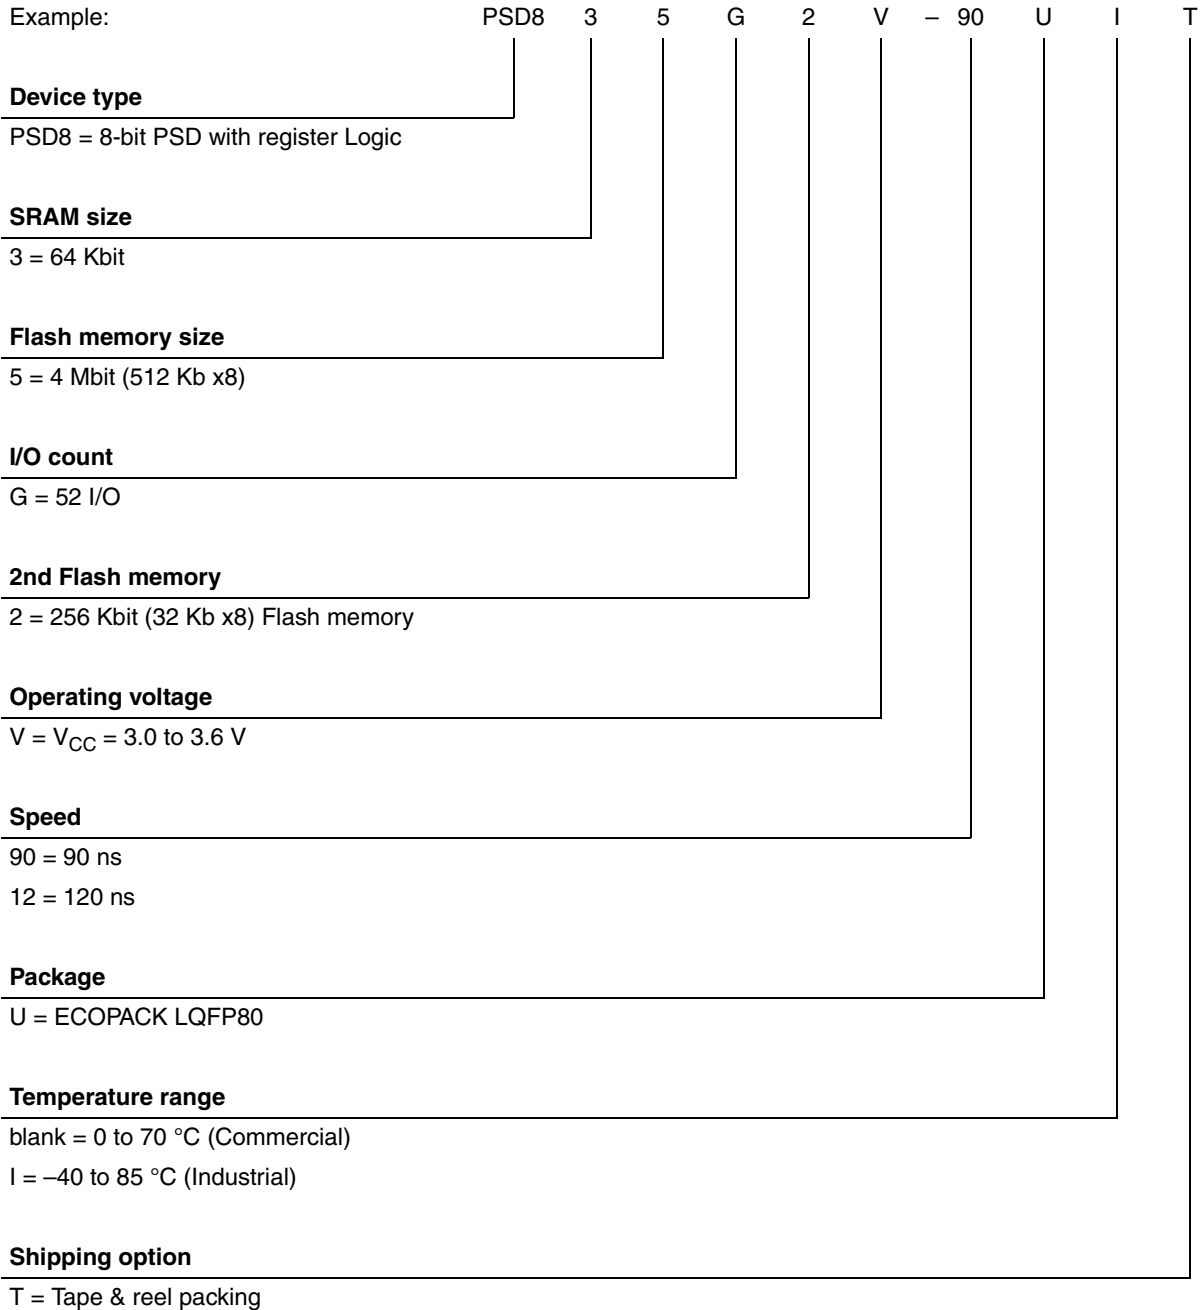 Example: PSD8 3 5 G 2 V – 90 U I T
Device type
PSD8 = 8-bit PSD with register Logic
SRAM size
3 = 64 Kbit
Flash memory size
5 = 4 Mbit (512 Kb x8)
I/O count
G = 52 I/O
2nd Flash memory
2 = 256 Kbit (32 Kb x8) Flash memory
Operating voltage
V = VCC = 3.0 to 3.6 V
Speed
90 = 90 ns
12 = 120 ns
Package
U = ECOPACK LQFP80
Temperature range
blank = 0 to 70 °C (Commercial)
I = –40 to 85 °C (Industrial)
Shipping option
T = Tape & reel packing